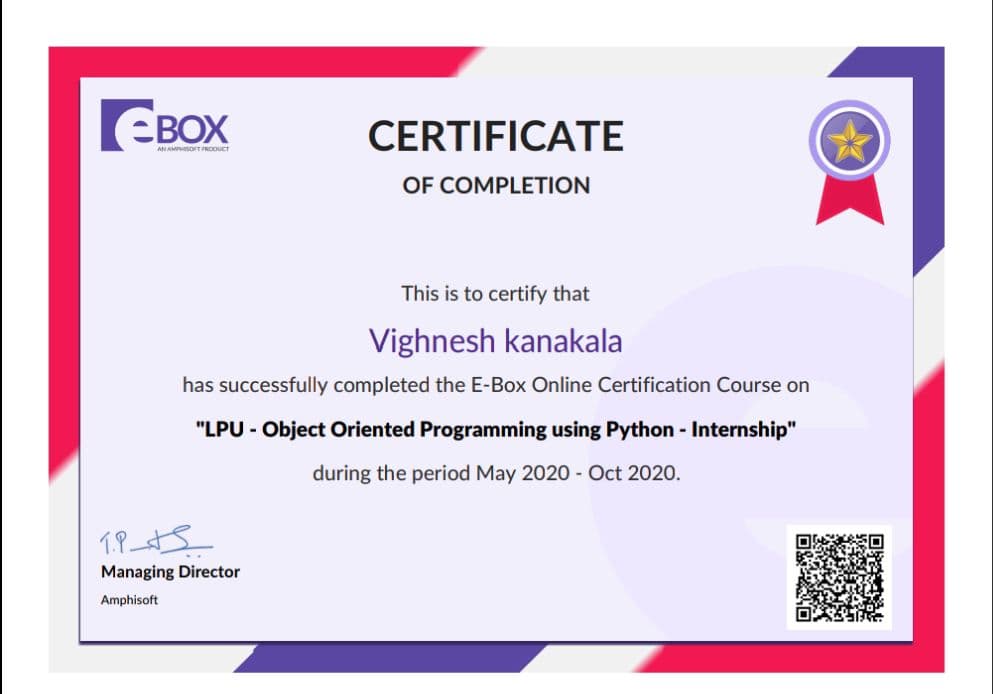 eBOX
AN AMPHISOFT PRODUCT
CERTIFICATE
OF COMPLETION
This is to certify that
Vighnesh kanakala
has successfully completed the E-Box Online Certification Course on
"LPU - Object Oriented Programming using Python - Internship"
during the period May 2020 - Oct 2020.
Managing Director
Amphisoft